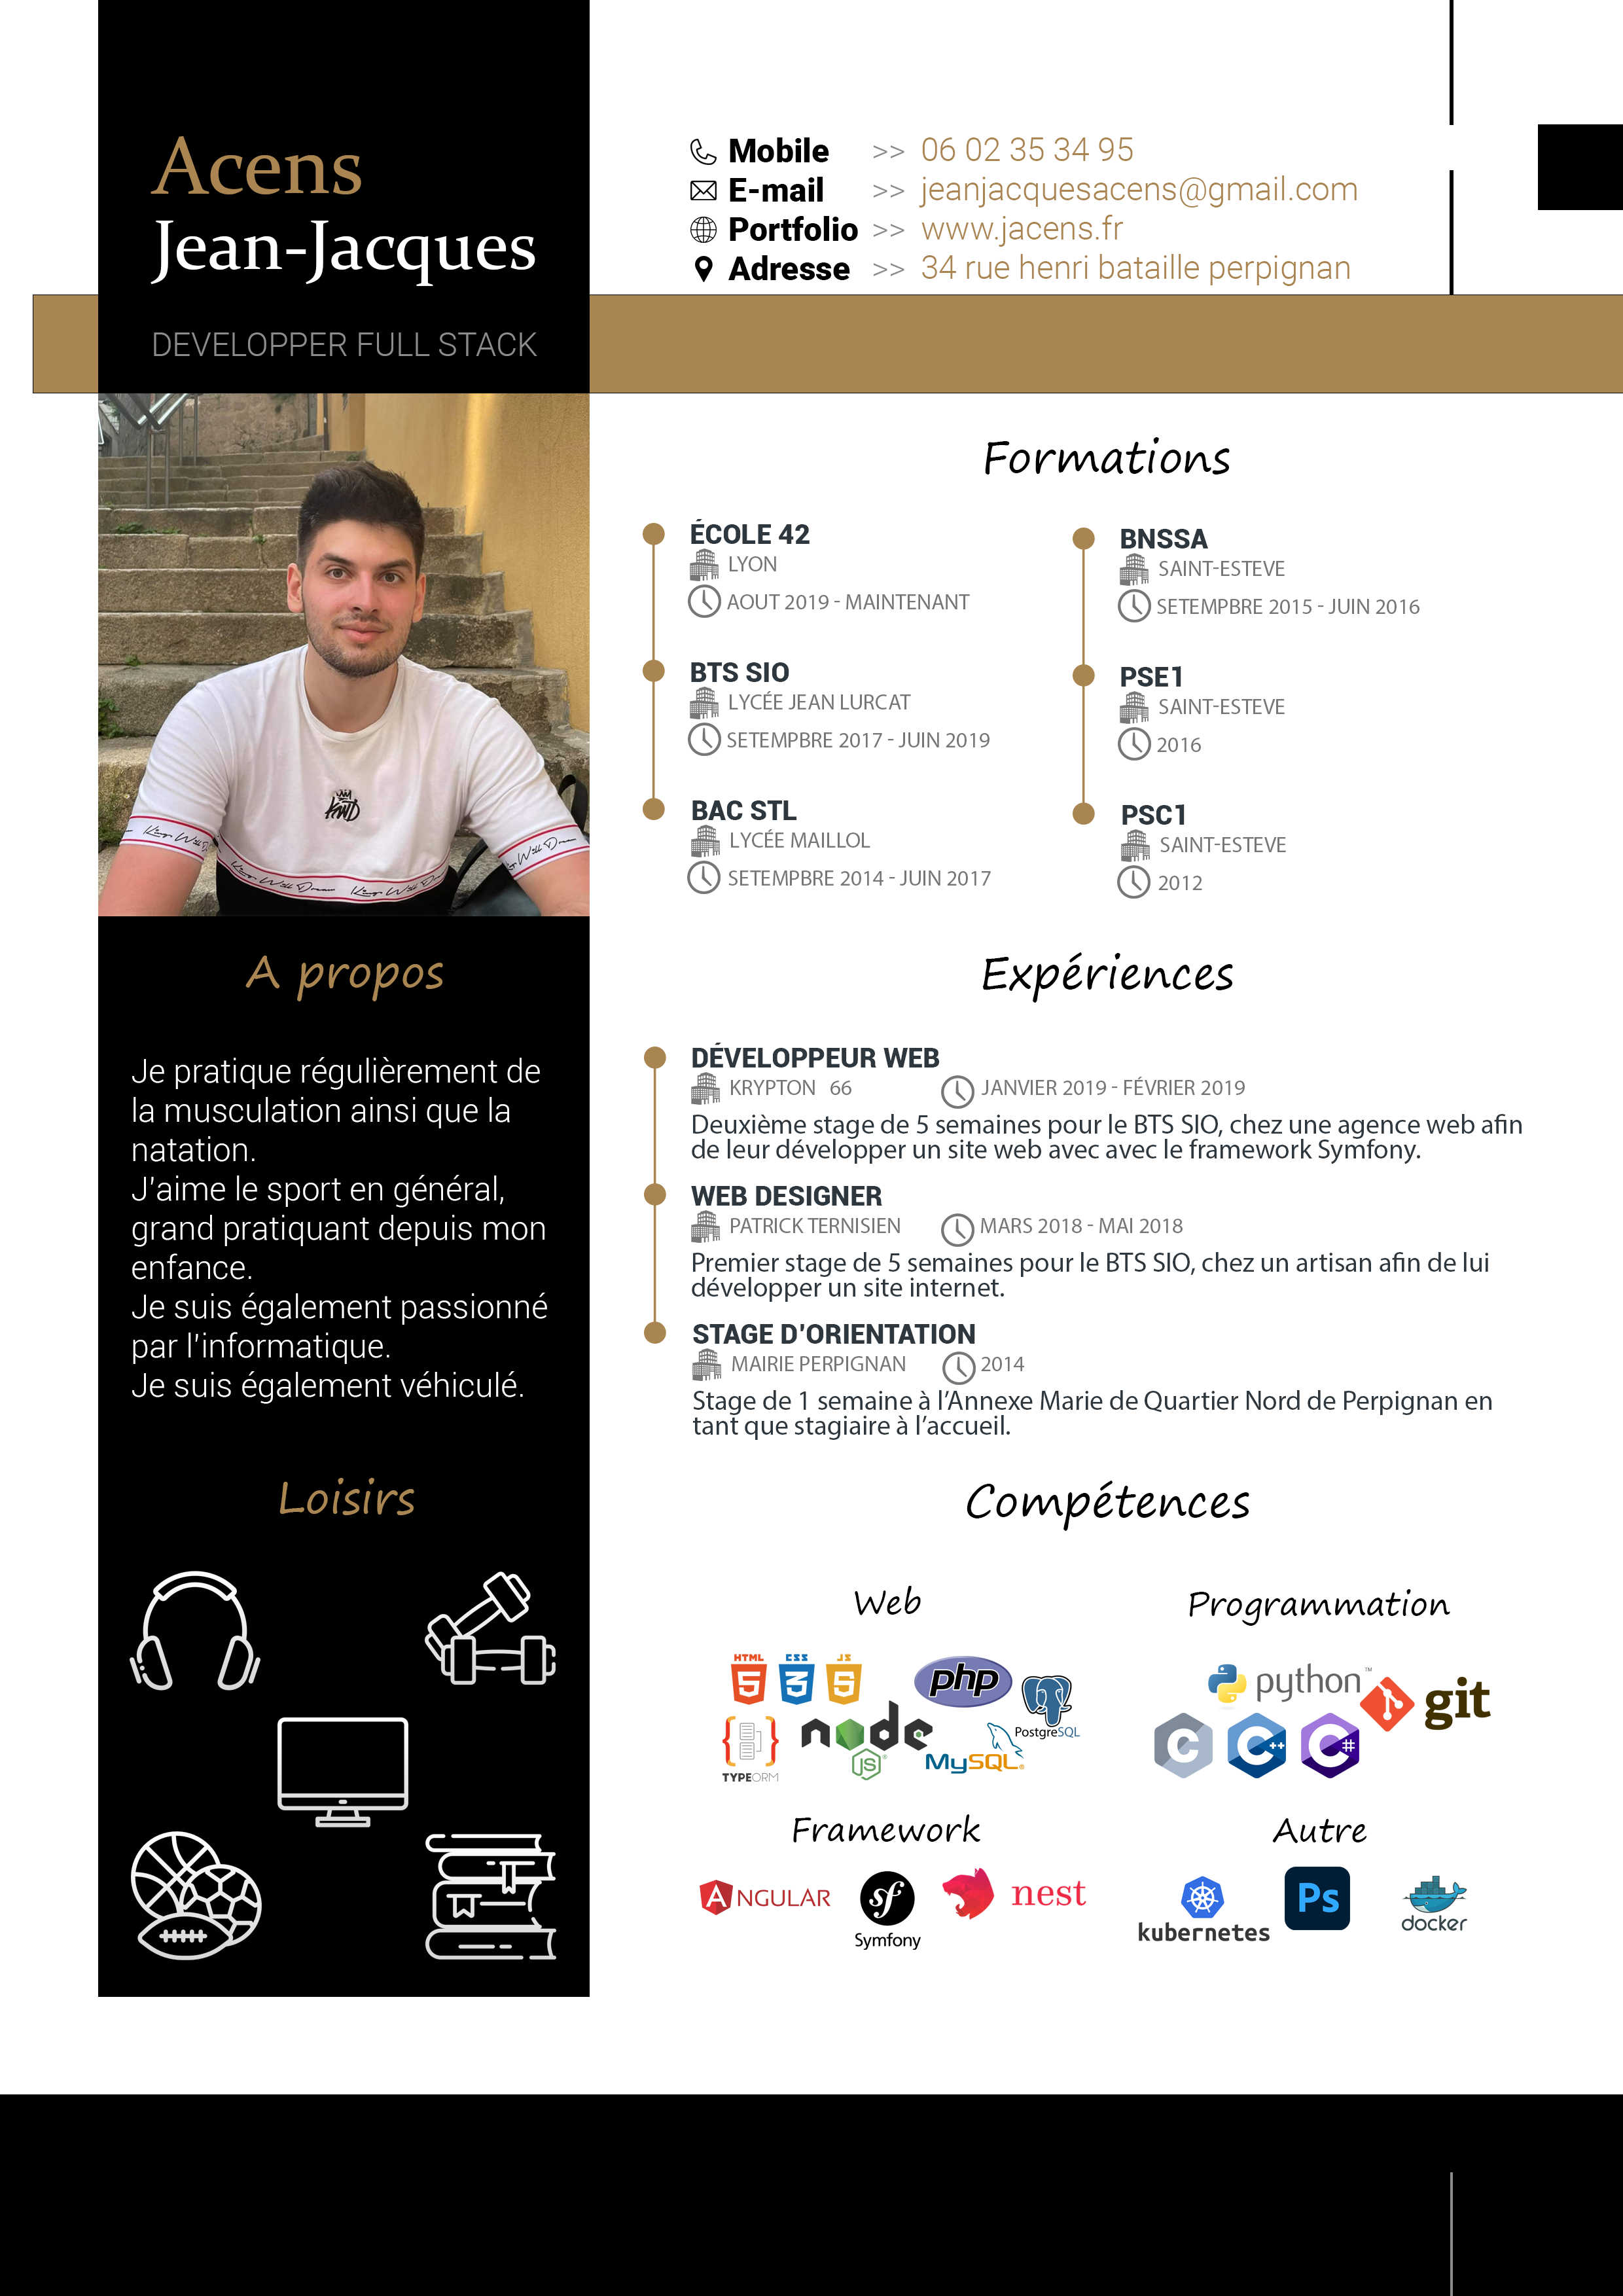 Acens
Jean-Jacques
DEVELOPPER FULL STACK
Mobile >> 06 02 35 34 95
E-mail >> jeanjacquesacens@gmail.com
Portfolio >> www.jacens.fr
Adresse >> 34 rue henri bataille perpignan
A propos
Je pratique régulièrement de
la musculation ainsi que la
natation.
J'aime le sport en général,
grand pratiquant depuis mon
enfance.
Je suis également passionné
par l'informatique.
Je suis également véhiculé.
Loisirs
Formations
ÉCOLE 42
LYON
AOUT 2019 - MAINTENANT
BTS SIO
LYCÉE JEAN LURCAT
SETEMPBRE 2017 - JUIN 2019
BAC STL
LYCÉE MAILLOL
SETEMPBRE 2014 - JUIN 2017
BNSSA
SAINT-ESTEVE
SETEMPBRE 2015 - JUIN 2016
PSE1
SAINT-ESTEVE
2016
PSC1
SAINT-ESTEVE
2012
Expériences
DÉVELOPPEUR WEB
KRYPTON 66 JANVIER 2019 - FÉVRIER 2019
Deuxième stage de 5 semaines pour le BTS SIO, chez une agence web afin
de leur développer un site web avec avec le framework Symfony.
WEB DESIGNER
PATRICK TERNISIEN MARS 2018 - MAI 2018
Premier stage de 5 semaines pour le BTS SIO, chez un artisan afin de lui
développer un site internet.
STAGE D'ORIENTATION
MAIRIE PERPIGNAN 2014
Stage de 1 semaine à l'Annexe Marie de Quartier Nord de Perpignan en
tant que stagiaire à l'accueil.
Compétences
Web
HTML 5 CSS 3 JS 5
php
PostgreSQL
TYPEORM
node
JS
MySQL
Programmation
python
git
C C++ C#
Framework
ANGULAR
sf
Symfony
nest
Autre
kubernetes
Ps
docker